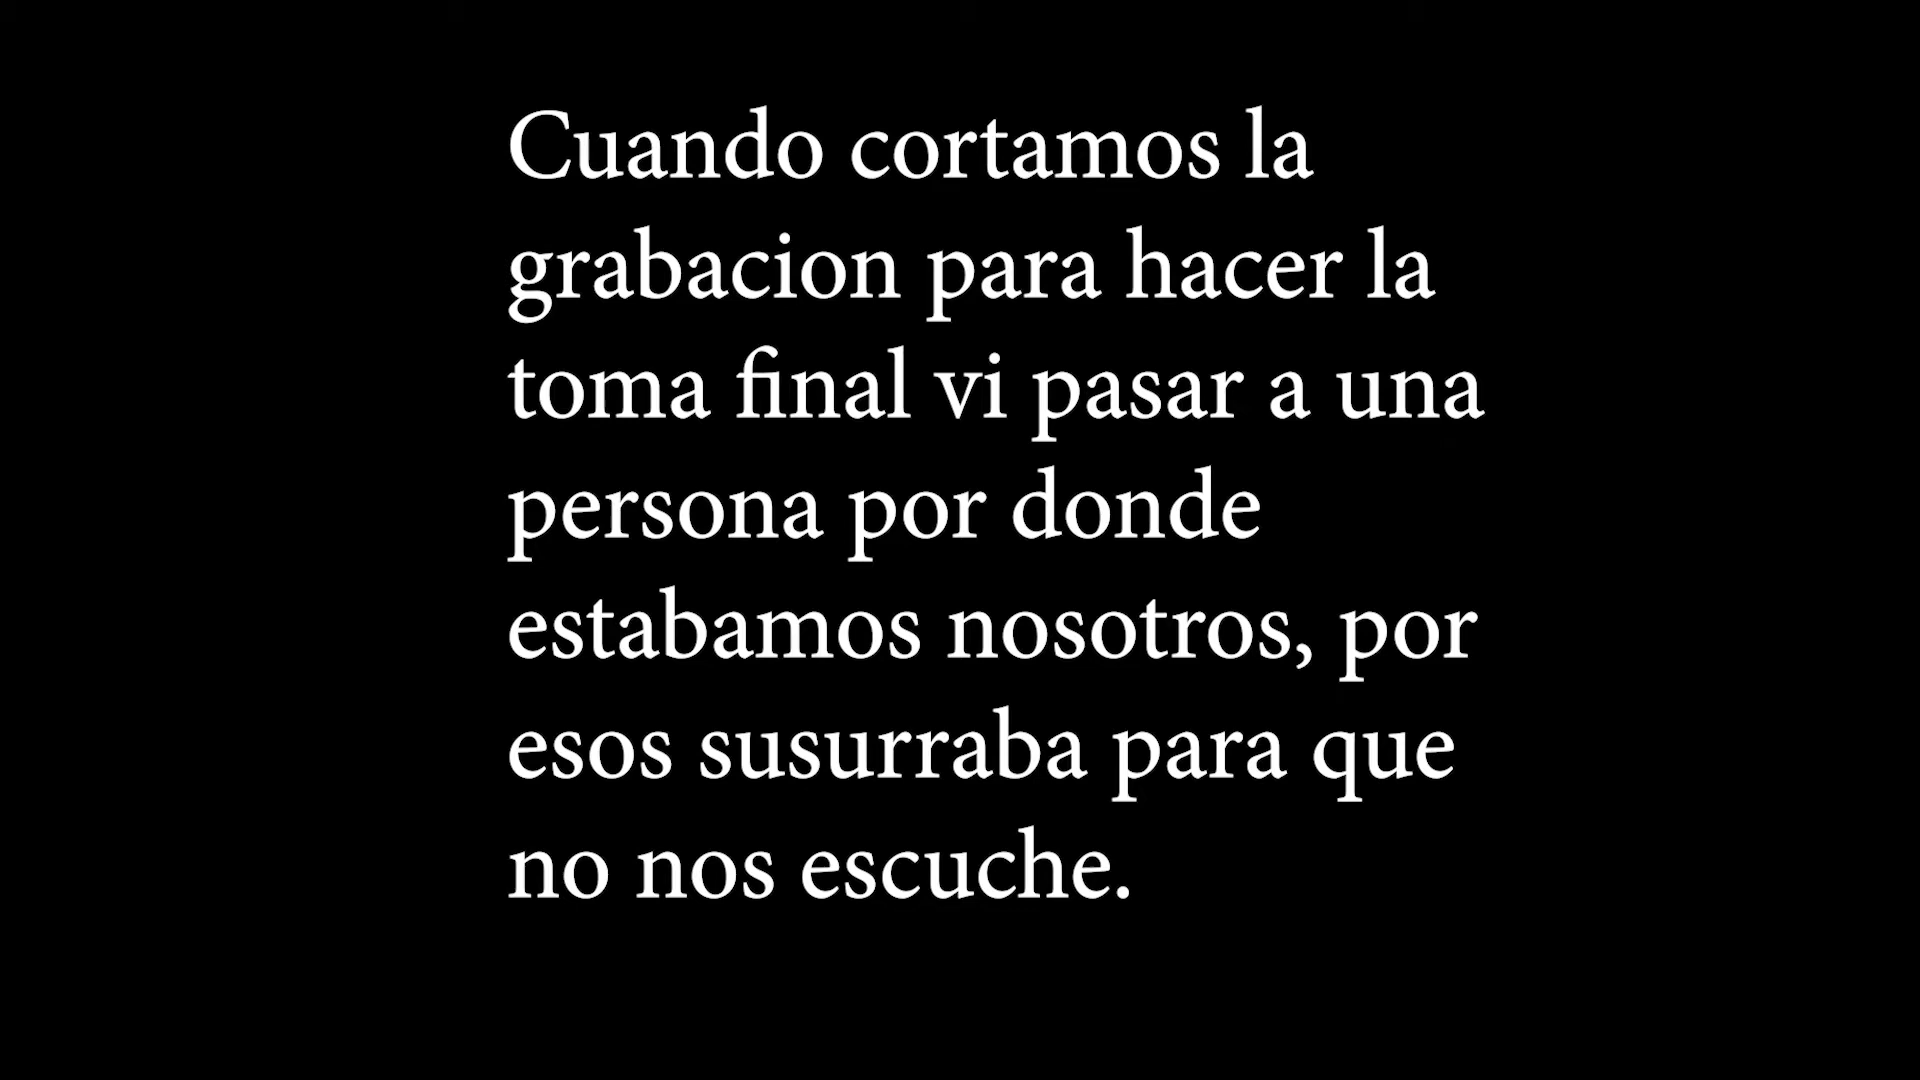 Cuando cortamos la
grabacion para hacer la
toma final vi pasar a una
persona por donde
estabamos nosotros, por
esos susurraba para que
no nos escuche.